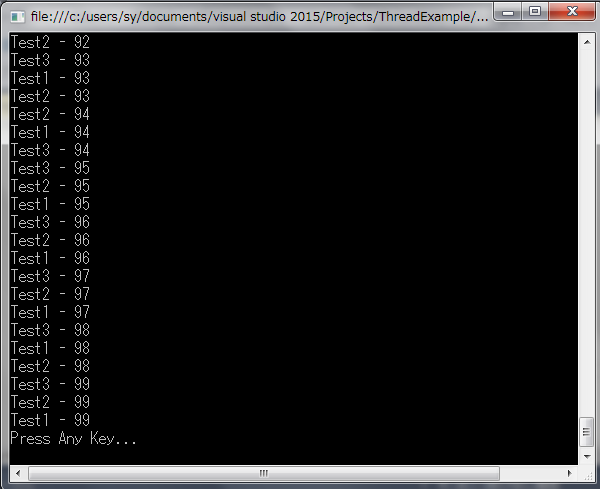 file:///c:/users/sy/documents/visual studio 2015/Projects/ThreadExample/...
Test2 - 92
Test3 - 93
Test1 - 93
Test2 - 93
Test2 - 94
Test1 - 94
Test3 - 94
Test3 - 95
Test2 - 95
Test1 - 95
Test3 - 96
Test2 - 96
Test1 - 96
Test3 - 97
Test2 - 97
Test1 - 97
Test3 - 98
Test1 - 98
Test2 - 98
Test3 - 99
Test2 - 99
Test1 - 99
Press Any Key...